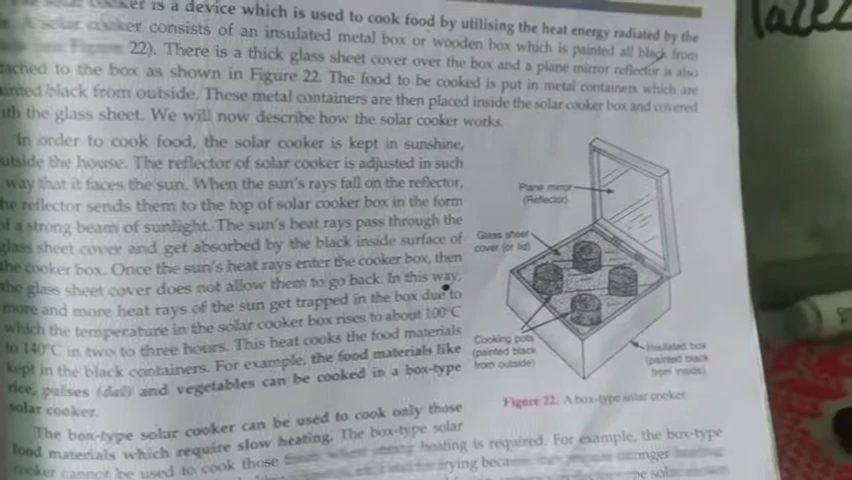 cooker is a device which is used to cook food by utilising the heat energy radiated by the
cooker consists of an insulated metal box or wooden box which is painted all black from
22). There is a thick glass sheet cover over the box and a plane mirror reflector is also
tached to the box as shown in Figure 22. The food to be cooked is put in metal containers which are
ainted black from outside. These metal containers are then placed inside the solar cooker box and covered
ith the glass sheet. We will now describe how the solar cooker works.
In order to cook food, the solar cooker is kept in sunshine,
utside the house. The reflector of solar cooker is adjusted in such
way that it faces the sun. When the sun's rays fall on the reflector,
he reflector sends them to the top of solar cooker box in the form
of a strong beam of sunlight. The sun's heat rays pass through the
glass sheet cover and get absorbed by the black inside surface of
the cooker box. Once the sun's heat rays enter the cooker box, then
the glass sheet cover does not allow them to go back. In this way,
more and more heat rays of the sun get trapped in the box due to
which the temperature in the solar cooker box rises to about 100°C
to 140°C in two to three hours. This heat cooks the food materials
kept in the black containers. For example, the food materials like
rice, pulses (dal) and vegetables can be cooked in a box-type
solar cooker.
Plane mirror
(Reflector)
Glass sheet
cover (or lid)
Cooking pots
(painted black
from outside)
Insulated box
(painted black
from inside)
Figure 22. A box-type solar cooker.
The box-type solar cooker can be used to cook only those
food materials which require slow heating. The box-type solar
cooker cannot be used to cook those
heating is required. For example, the box-type